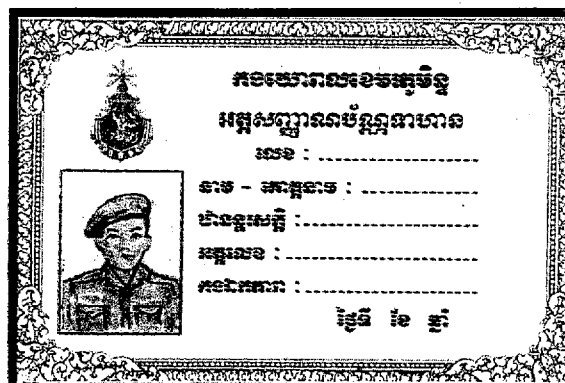 កងយោធពលខេមរភូមិន្ទ
អត្តសញ្ញាណប័ណ្ណទាហាន
លេខ : ........................
នាម - គោត្តនាម : ........................
ឋានន្តរសក្តិ : ........................
អត្តលេខ : ........................
កងឯកភាព : ........................
ថ្ងៃទី ខែ ឆ្នាំ